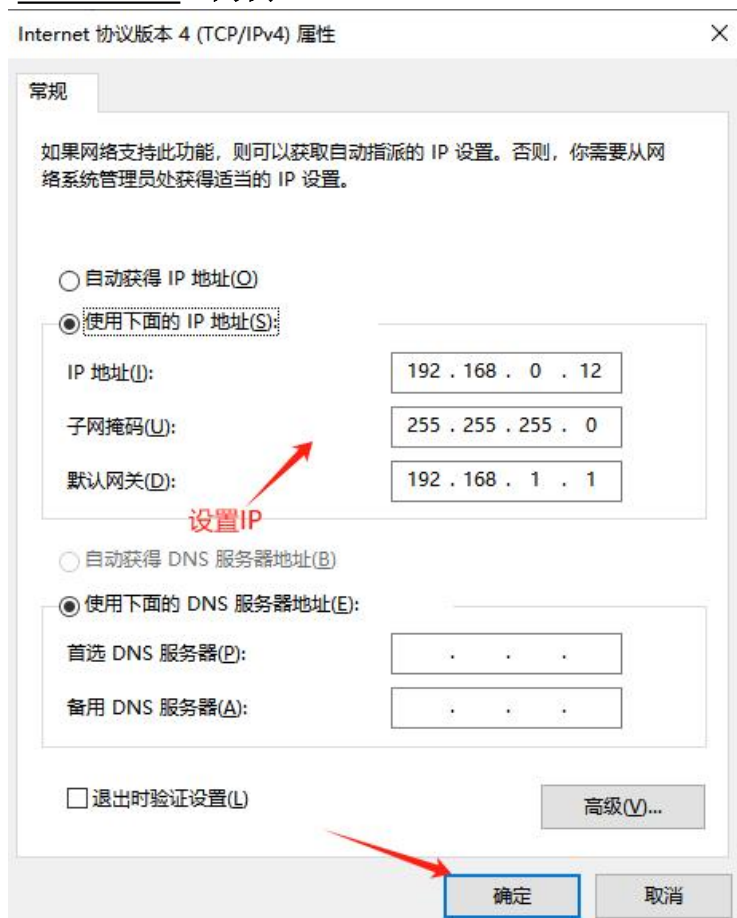 Internet 协议版本 4 (TCP/IPv4) 属性
常规
如果网络支持此功能，则可以获取自动指派的 IP 设置。否则，你需要从网
络系统管理员处获得适当的 IP 设置。
自动获得 IP 地址(O)
使用下面的 IP 地址(S):
IP 地址(I): 192 . 168 . 0 . 12
子网掩码(U): 255 . 255 . 255 . 0
默认网关(D): 192 . 168 . 1 . 1
设置IP
自动获得 DNS 服务器地址(B)
使用下面的 DNS 服务器地址(E):
首选 DNS 服务器(P): . . .
备用 DNS 服务器(A): . . .
退出时验证设置(L)
高级(V)...
确定 取消